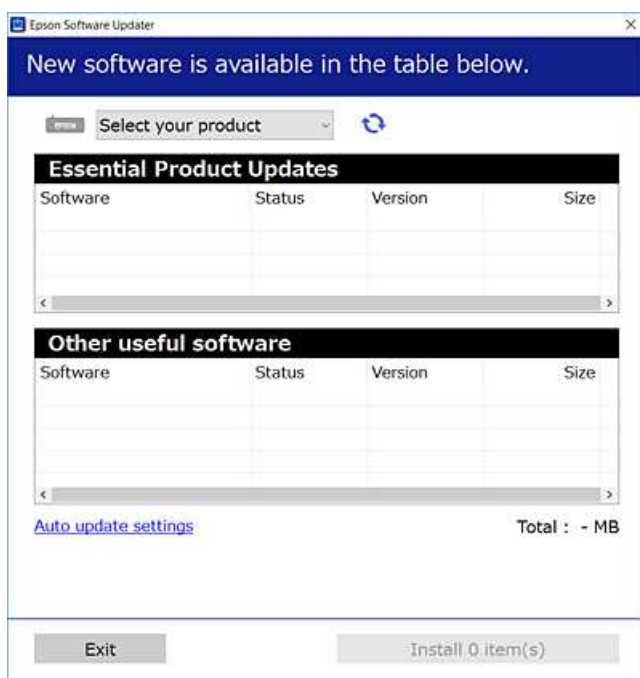 Epson Software Updater
New software is available in the table below.
Select your product
Essential Product Updates
Software Status Version Size
Other useful software
Software Status Version Size
Auto update settings Total : - MB
Exit Install 0 item(s)